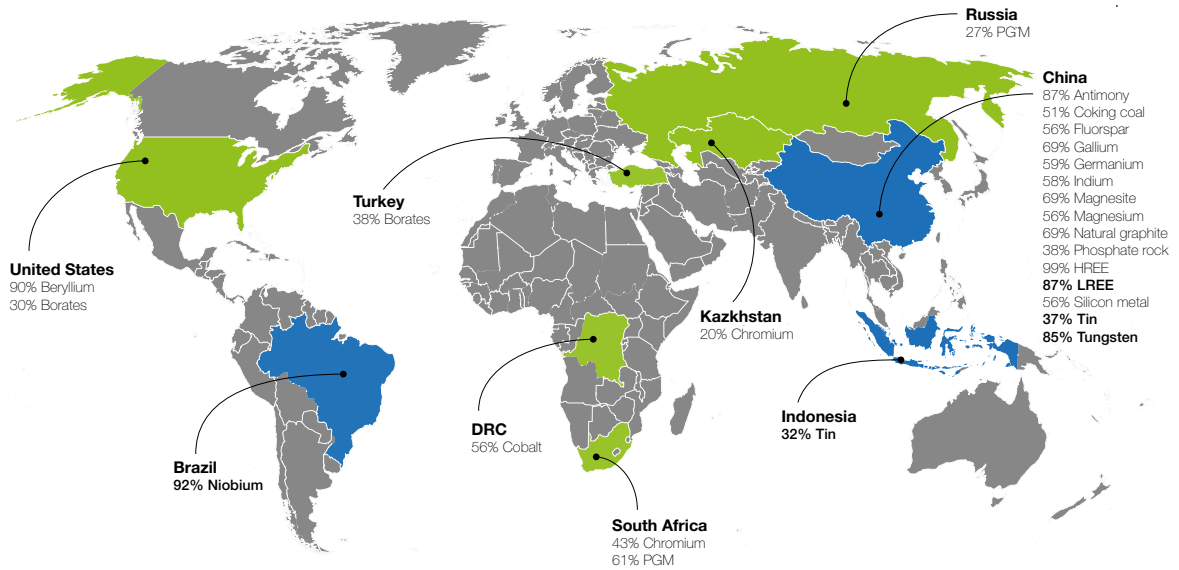 Russia
27% PGM
China
87% Antimony
51% Coking coal
56% Fluorspar
69% Gallium
59% Germanium
58% Indium
69% Magnesite
56% Magnesium
69% Natural graphite
38% Phosphate rock
99% HREE
87% LREE
56% Silicon metal
37% Tin
85% Tungsten
Turkey
38% Borates
United States
90% Beryllium
30% Borates
Kazkhstan
20% Chromium
Indonesia
32% Tin
DRC
56% Cobalt
Brazil
92% Niobium
South Africa
43% Chromium
61% PGM